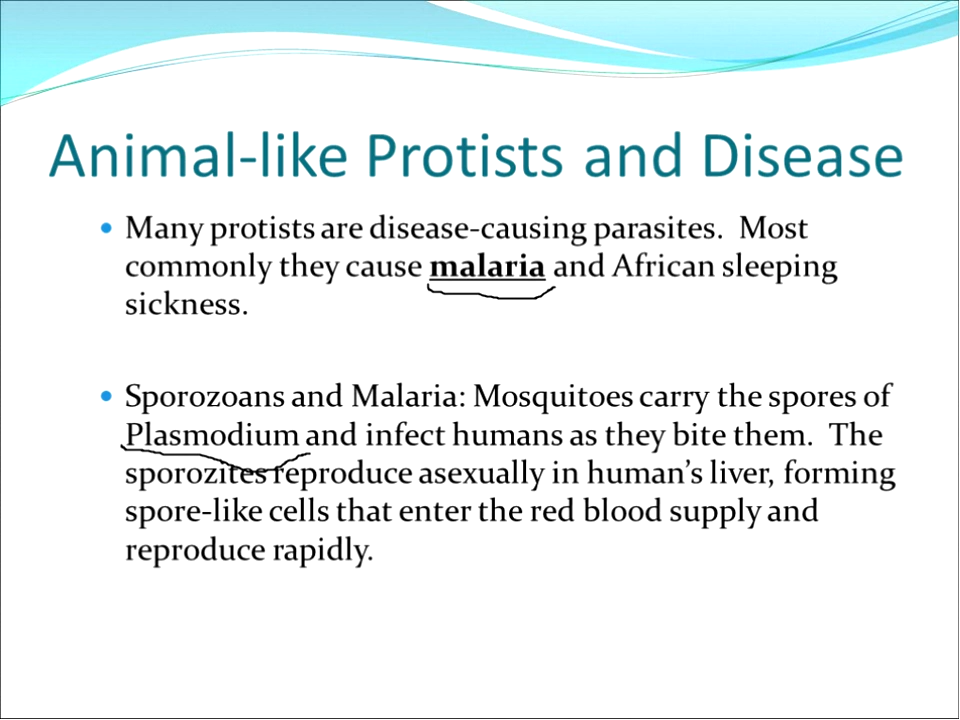 Animal-like Protists and Disease
Many protists are disease-causing parasites. Most
commonly they cause malaria and African sleeping
sickness.
Sporozoans and Malaria: Mosquitoes carry the spores of
Plasmodium and infect humans as they bite them. The
sporozites reproduce asexually in human's liver, forming
spore-like cells that enter the red blood supply and
reproduce rapidly.